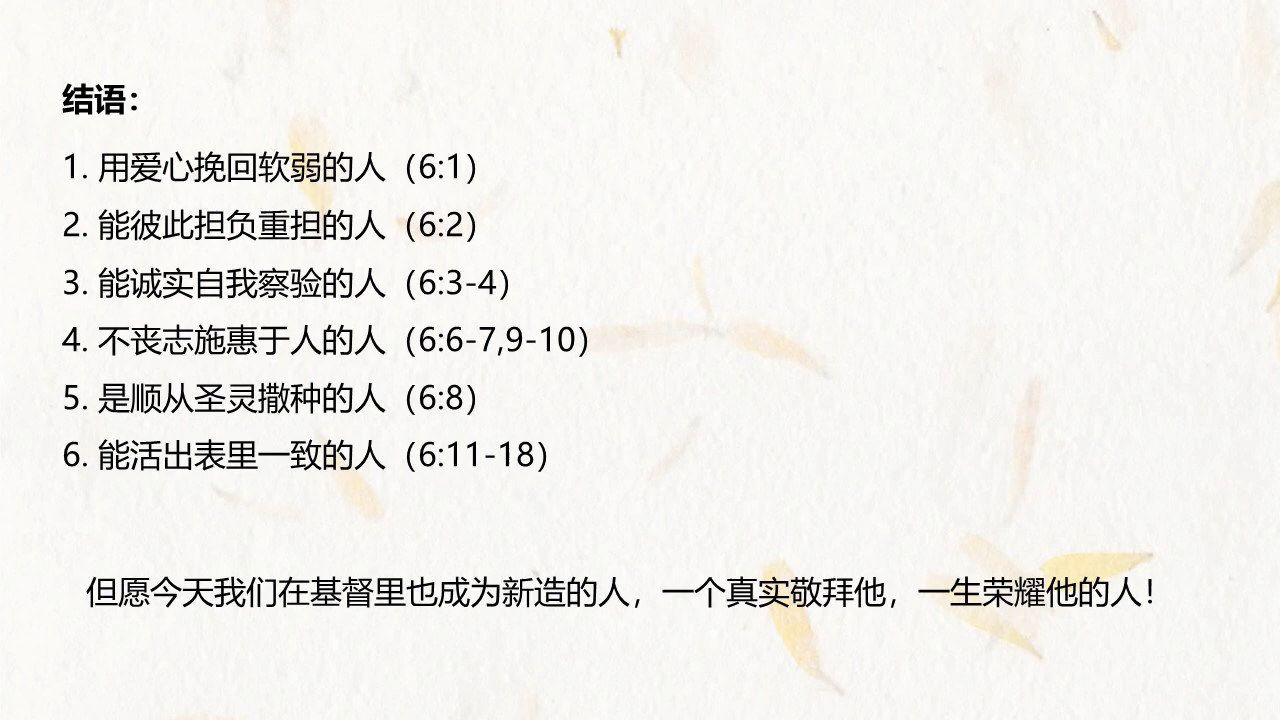 结语：
1. 用爱心挽回软弱的人（6:1）
2. 能彼此担负重担的人（6:2）
3. 能诚实自我察验的人（6:3-4）
4. 不丧志施惠于人的人（6:6-7,9-10）
5. 是顺从圣灵撒种的人（6:8）
6. 能活出表里一致的人（6:11-18）
但愿今天我们在基督里也成为新造的人，一个真实敬拜他，一生荣耀他的人！